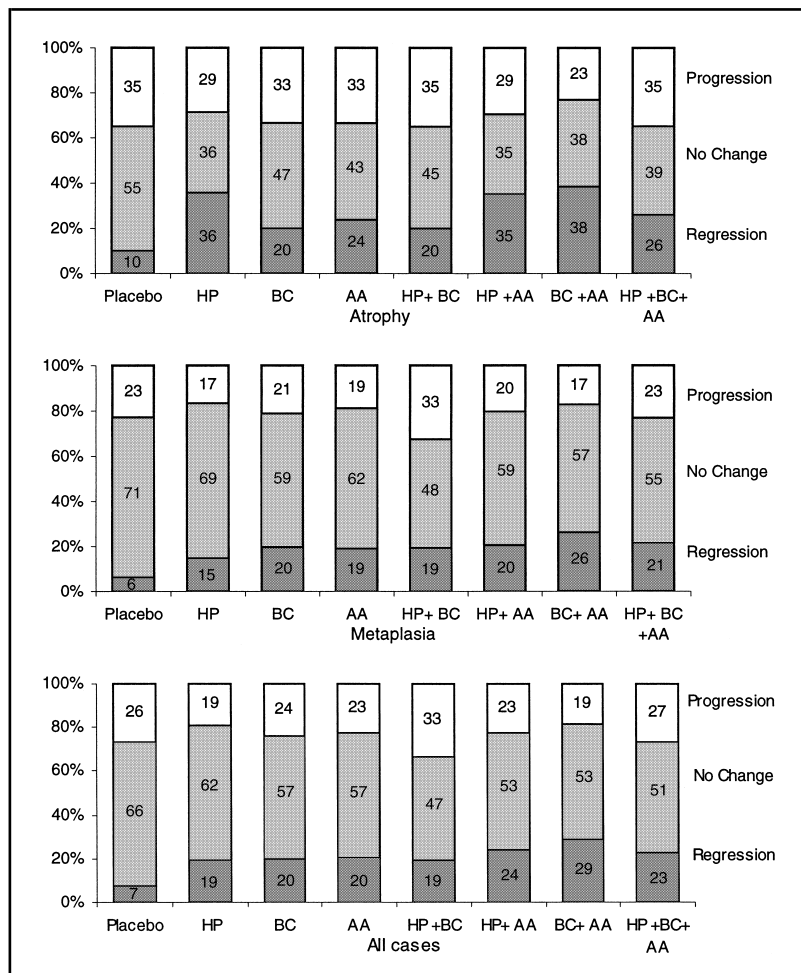 100%
35 29 33 33 35 29 23 35 Progression
80%
60%
55 36 47 43 45 35 38 39 No Change
40%
20%
10 36 20 24 20 35 38 26 Regression
0%
Placebo HP BC AA HP+ BC HP +AA BC +AA HP +BC+
AA
Atrophy
100%
23 17 21 19 33 20 17 23 Progression
80%
60%
71 69 59 62 48 59 57 55 No Change
40%
20%
6 15 20 19 19 20 26 21 Regression
0%
Placebo HP BC AA HP+ BC HP+ AA BC+ AA HP+ BC
+AA
Metaplasia
100%
26 19 24 23 33 23 19 27 Progression
80%
60%
66 62 57 57 47 53 53 51 No Change
40%
20%
7 19 20 20 19 24 29 23 Regression
0%
Placebo HP BC AA HP +BC HP+ AA BC+ AA HP +BC+
AA
All cases